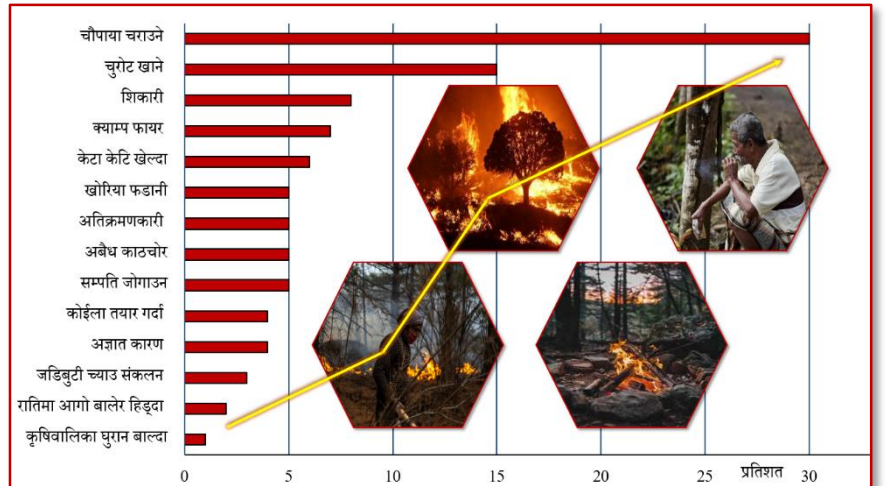 चौपाया चराउने
चुरोट खाने
शिकारी
क्याम्प फायर
केटा केटि खेल्दा
खोरिया फडानी
अतिक्रमणकारी
अबैध काठचोर
सम्पति जोगाउन
कोईला तयार गर्दा
अज्ञात कारण
जडिबुटी च्याउ संकलन
रातिमा आगो बालेर हिड्दा
कृषिवालिका घुरान बाल्दा
0 5 10 15 20 25 प्रतिशत 30